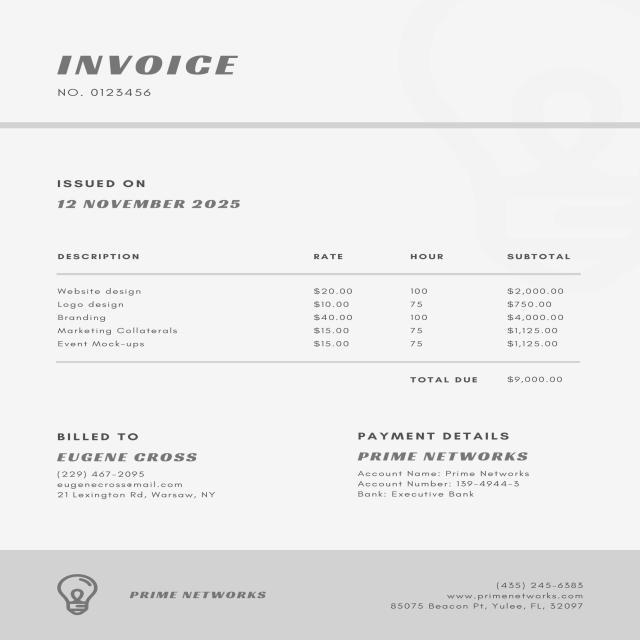 INVOICE
NO. 0123456
ISSUED ON
12 NOVEMBER 2025
DESCRIPTION RATE HOUR SUBTOTAL
Website design $20.00 100 $2,000.00
Logo design $10.00 75 $750.00
Branding $40.00 100 $4,000.00
Marketing Collaterals $15.00 75 $1,125.00
Event Mock-ups $15.00 75 $1,125.00
TOTAL DUE $9,000.00
BILLED TO
EUGENE CROSS
(229) 467-2095
eugenecross@mail.com
21 Lexington Rd, Warsaw, NY
PAYMENT DETAILS
PRIME NETWORKS
Account Name: Prime Networks
Account Number: 139-4944-3
Bank: Executive Bank
PRIME NETWORKS
(435) 245-6383
www.primenetworks.com
85075 Beacon Pt, Yulee, FL, 32097